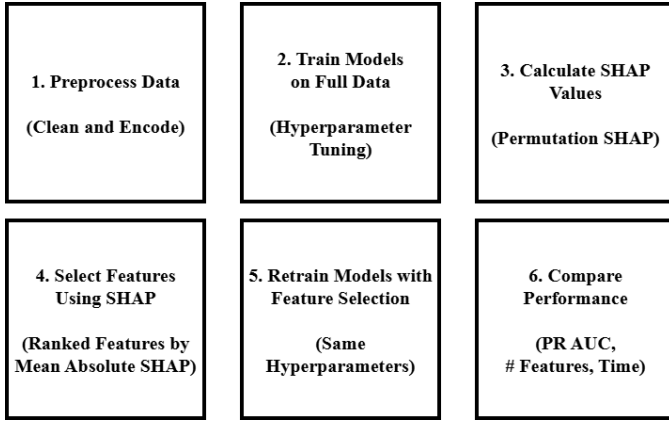 1. Preprocess Data
(Clean and Encode)
2. Train Models
on Full Data
(Hyperparameter
Tuning)
3. Calculate SHAP
Values
(Permutation SHAP)
4. Select Features
Using SHAP
(Ranked Features by
Mean Absolute SHAP)
5. Retrain Models with
Feature Selection
(Same
Hyperparameters)
6. Compare
Performance
(PR AUC,
# Features, Time)